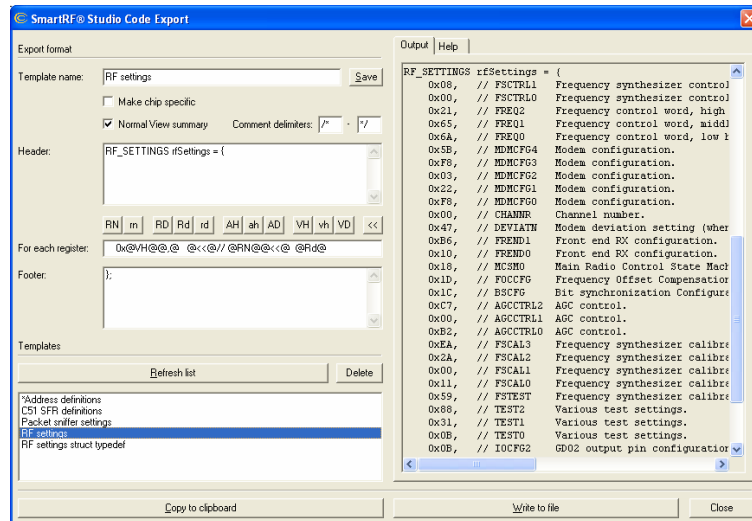 SmartRF® Studio Code Export
Export format
Template name:
RF settings
Save
Make chip specific
Normal View summary
Comment delimiters:
/*
-
*/
Header:
RF_SETTINGS rfSettings = {
RN rn RD Rd rd AH ah AD VH vh VD <<
For each register:
0x@VH@@,@ @<<@// @RN@@<<@ @Rd@
Footer:
};
Templates
Refresh list
Delete
*Address definitions
C51 SFR definitions
Packet sniffer settings
RF settings
RF settings struct typedef
Output Help
RF_SETTINGS rfSettings = {
0x08, // FSCTRL1 Frequency synthesizer control
0x00, // FSCTRL0 Frequency synthesizer control
0x21, // FREQ2 Frequency control word, high
0x65, // FREQ1 Frequency control word, middl
0x6A, // FREQ0 Frequency control word, low b
0x5B, // MDMCFG4 Modem configuration.
0xF8, // MDMCFG3 Modem configuration.
0x03, // MDMCFG2 Modem configuration.
0x22, // MDMCFG1 Modem configuration.
0xF8, // MDMCFG0 Modem configuration.
0x00, // CHANNR Channel number.
0x47, // DEVIATN Modem deviation setting (wher
0xB6, // FREND1 Front end RX configuration.
0x10, // FREND0 Front end RX configuration.
0x18, // MCSM0 Main Radio Control State Mach
0x1D, // FOCCFG Frequency Offset Compensation
0x1C, // BSCFG Bit synchronization Configura
0xC7, // AGCCTRL2 AGC control.
0x00, // AGCCTRL1 AGC control.
0xB2, // AGCCTRL0 AGC control.
0xEA, // FSCAL3 Frequency synthesizer calibra
0x2A, // FSCAL2 Frequency synthesizer calibra
0x00, // FSCAL1 Frequency synthesizer calibra
0x11, // FSCAL0 Frequency synthesizer calibra
0x59, // FSTEST Frequency synthesizer calibra
0x88, // TEST2 Various test settings.
0x31, // TEST1 Various test settings.
0x0B, // TEST0 Various test settings.
0x0B, // IOCFG2 GDO2 output pin configuration
Copy to clipboard
Write to file
Close